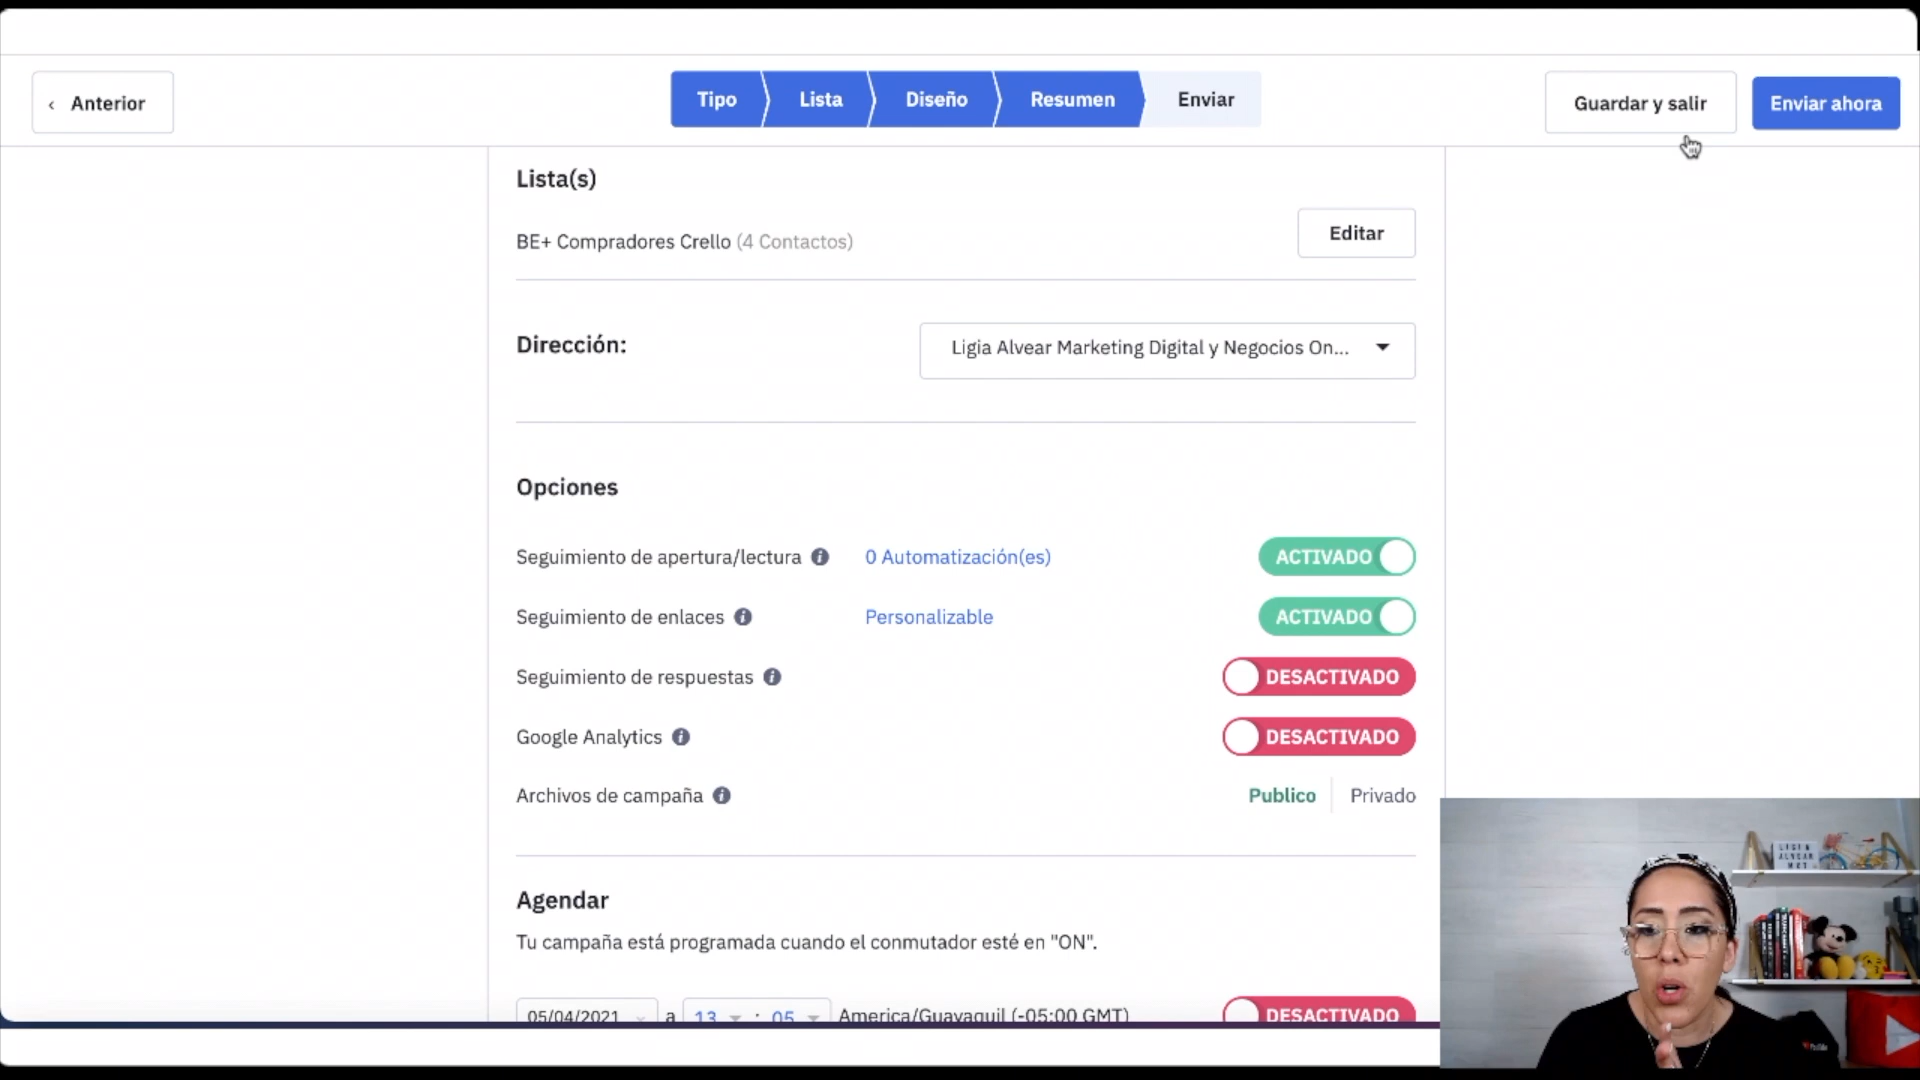 ‹ Anterior
Tipo
Lista
Diseño
Resumen
Enviar
Guardar y salir
Enviar ahora
Lista(s)
BE+ Compradores Crello (4 Contactos)
Editar
Dirección:
Ligia Alvear Marketing Digital y Negocios On...
Opciones
Seguimiento de apertura/lectura
0 Automatización(es)
ACTIVADO
Seguimiento de enlaces
Personalizable
ACTIVADO
Seguimiento de respuestas
DESACTIVADO
Google Analytics
DESACTIVADO
Archivos de campaña
Publico
Privado
Agendar
Tu campaña está programada cuando el conmutador esté en "ON".
05/04/2021 a 13 : 05 America/Guayaquil (-05:00 GMT)
DESACTIVADO
LIGIA
ALVEAR
MKT